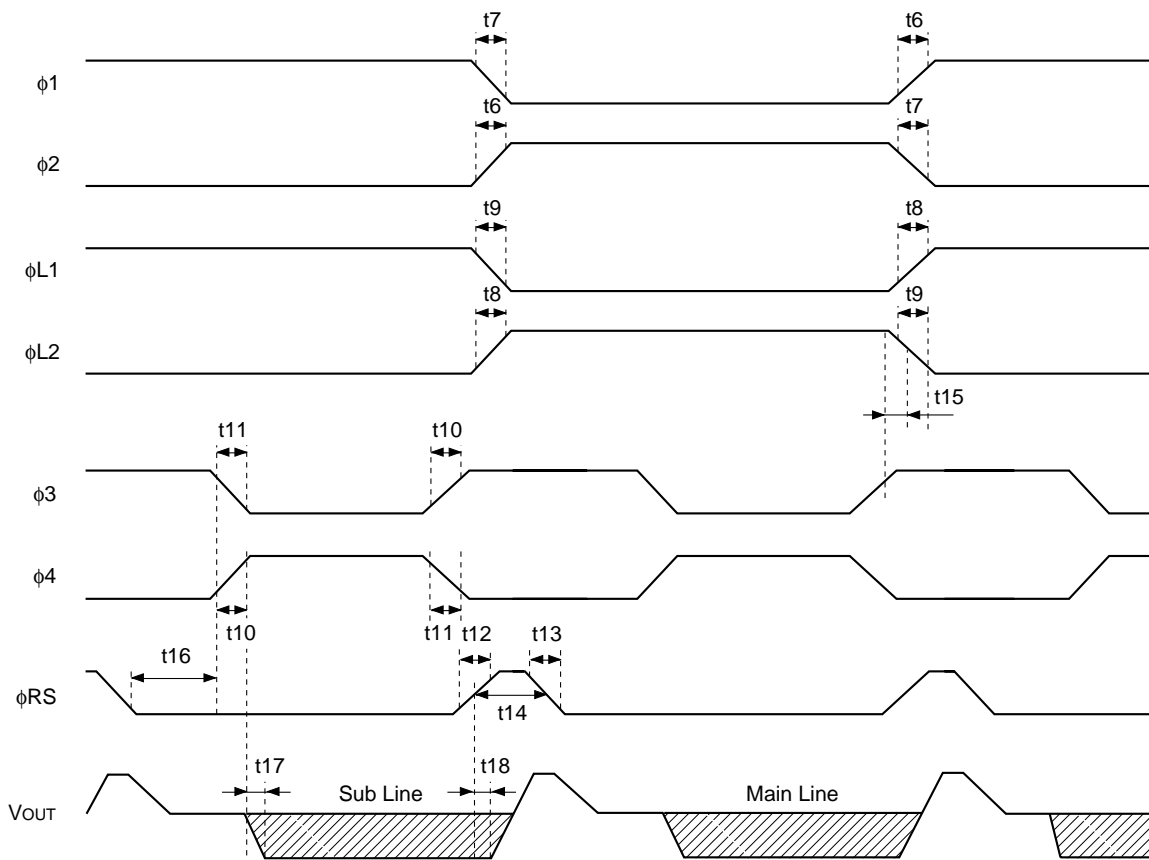 t7 t6
ϕ1
t6 t7
ϕ2
t9 t8
ϕL1
t8 t9
ϕL2
t15
t11 t10
ϕ3
ϕ4
t10 t11 t12 t13
t16
ϕRS
t14
t17 Sub Line t18 Main Line
VOUT